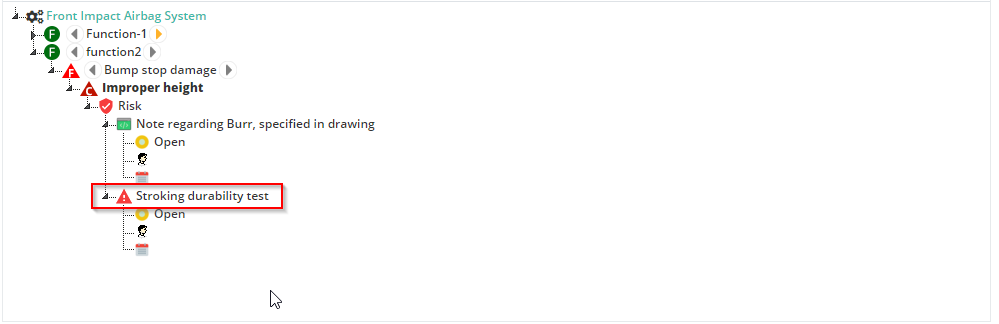 Front Impact Airbag System
F Function-1
F function2
F Bump stop damage
C Improper height
Risk
Note regarding Burr, specified in drawing
Open
Stroking durability test
Open